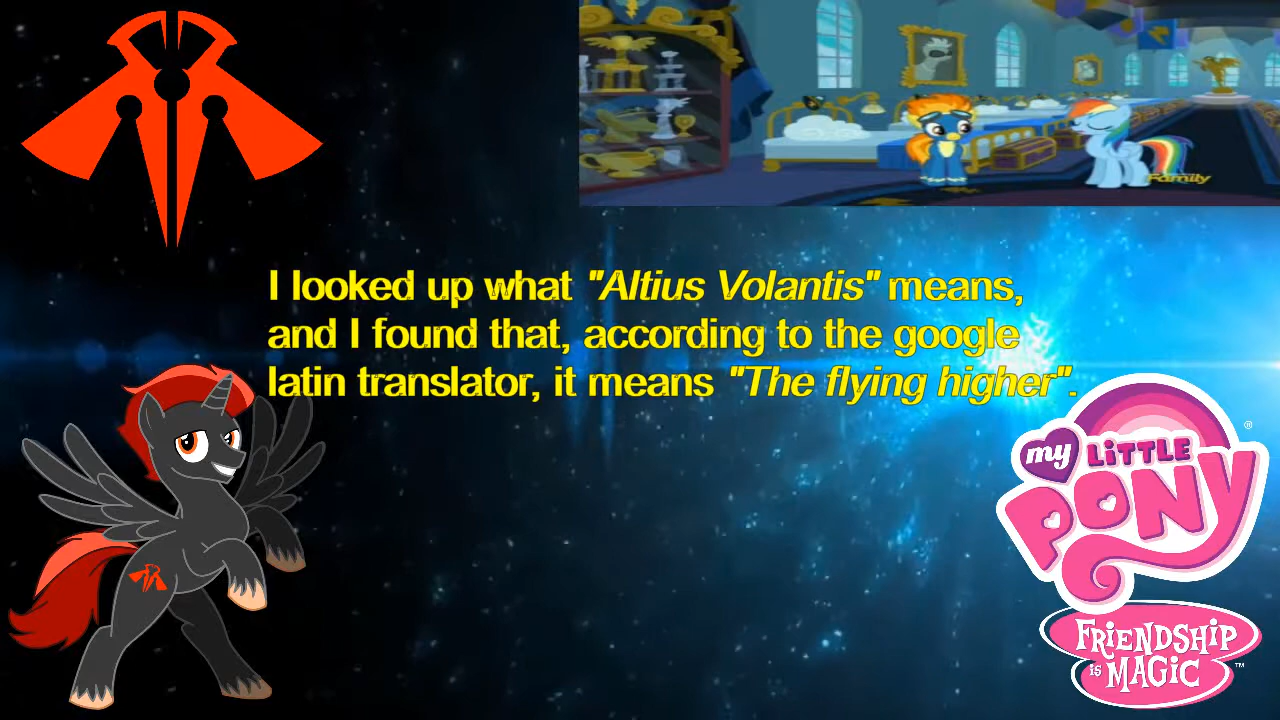 Family
I looked up what "Altius Volantis" means,
and I found that, according to the google
latin translator, it means "The flying higher".
my LiTTLE
PONY
®
FRiENDSHiP
is MAGiC
™